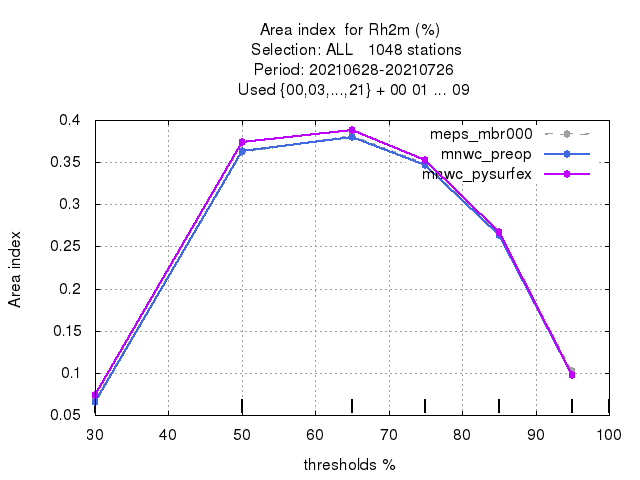 Area index  for Rh2m (%)
Selection: ALL   1048 stations
Period: 20210628-20210726
Used {00,03,...,21} + 00 01 ... 09
meps_mbr000
mnwc_preop
mnwc_pysurfex
Area index
0.4
0.35
0.3
0.25
0.2
0.15
0.1
0.05
30 40 50 60 70 80 90 100
thresholds %